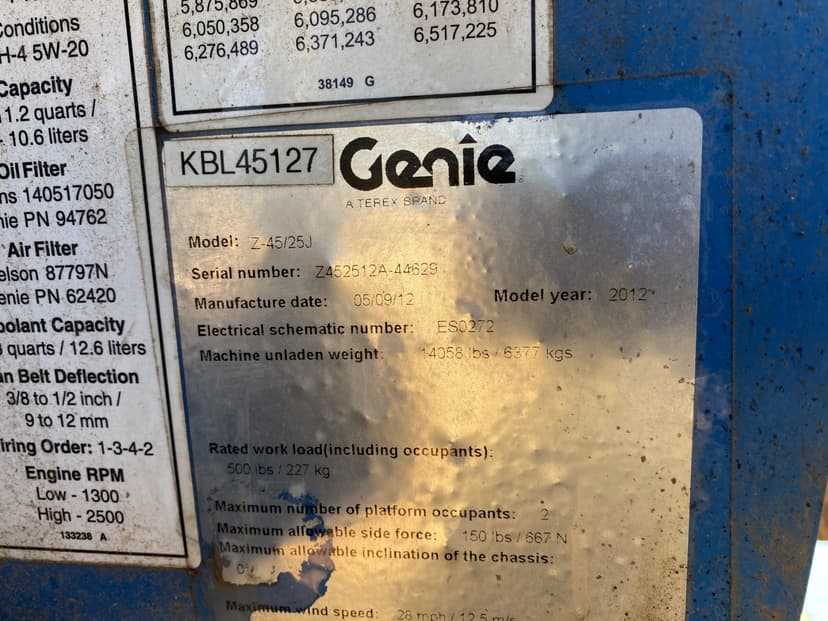 onditions
H-4 5W-20
Capacity
1.2 quarts /
10.6 liters
Oil Filter
ns 140517050
nie PN 94762
Air Filter
elson 87797N
enie PN 62420
oolant Capacity
quarts / 12.6 liters
n Belt Deflection
3/8 to 1/2 inch /
9 to 12 mm
iring Order: 1-3-4-2
Engine RPM
Low - 1300
High - 2500
133238 A
5,875,869
6,173,810
6,050,358 6,095,286
6,517,225
6,276,489 6,371,243
38149 G
KBL45127 Genie
A TEREX BRAND
Model: Z-45/25J
Serial number: Z452512A-44629
Manufacture date: 05/09/12 Model year: 2012
Electrical schematic number: ES0272
Machine unladen weight: 14058 lbs / 6377 kgs
Rated work load(including occupants):
500 lbs / 227 kg
Maximum number of platform occupants: 2
Maximum allowable side force: 150 lbs / 667 N
Maximum allowable inclination of the chassis:
0°
Maximum wind speed: 28 mph / 12.5 m/s